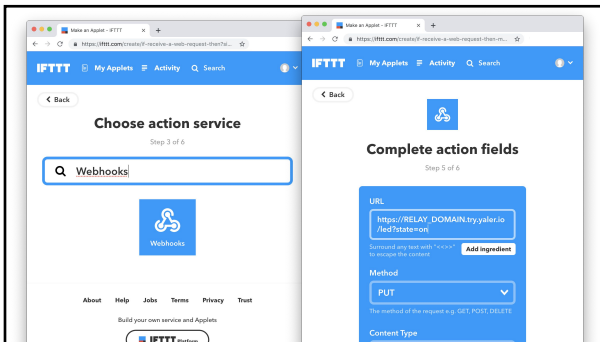 Make an Applet - IFTTT
https://ifttt.com/create/if-receive-a-web-request-then?si...
IFTTT My Applets Activity Search
Back
Choose action service
Step 3 of 6
Webhooks
Webhooks
About Help Jobs Terms Privacy Trust
Build your own service and Applets
IFTTT Platform
Make an Applet - IFTTT
https://ifttt.com/create/if-receive-a-web-request-then-m...
IFTTT My Applets Activity Search
Back
Complete action fields
Step 5 of 6
URL
https://RELAY_DOMAIN.try.yaler.io
/led?state=on
Surround any text with "<<>>" Add ingredient
to escape the content
Method
PUT
The method of the request e.g. GET, POST, DELETE
Content Type